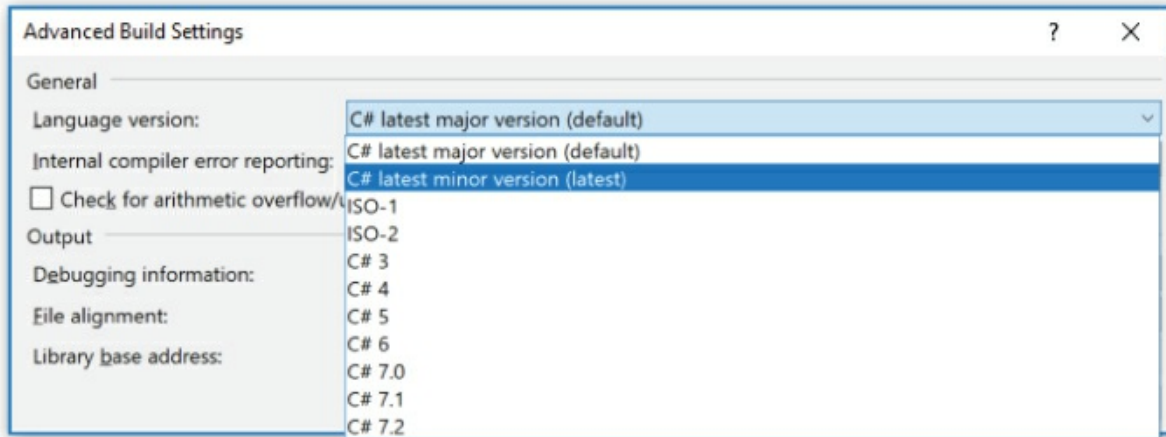 Advanced Build Settings ? ×
General
Language version: C# latest major version (default)
Internal compiler error reporting: C# latest major version (default)
C# latest minor version (latest)
Check for arithmetic overflow/
ISO-1
Output
ISO-2
C# 3
Debugging information:
C# 4
File alignment:
C# 5
C# 6
Library base address:
C# 7.0
C# 7.1
C# 7.2